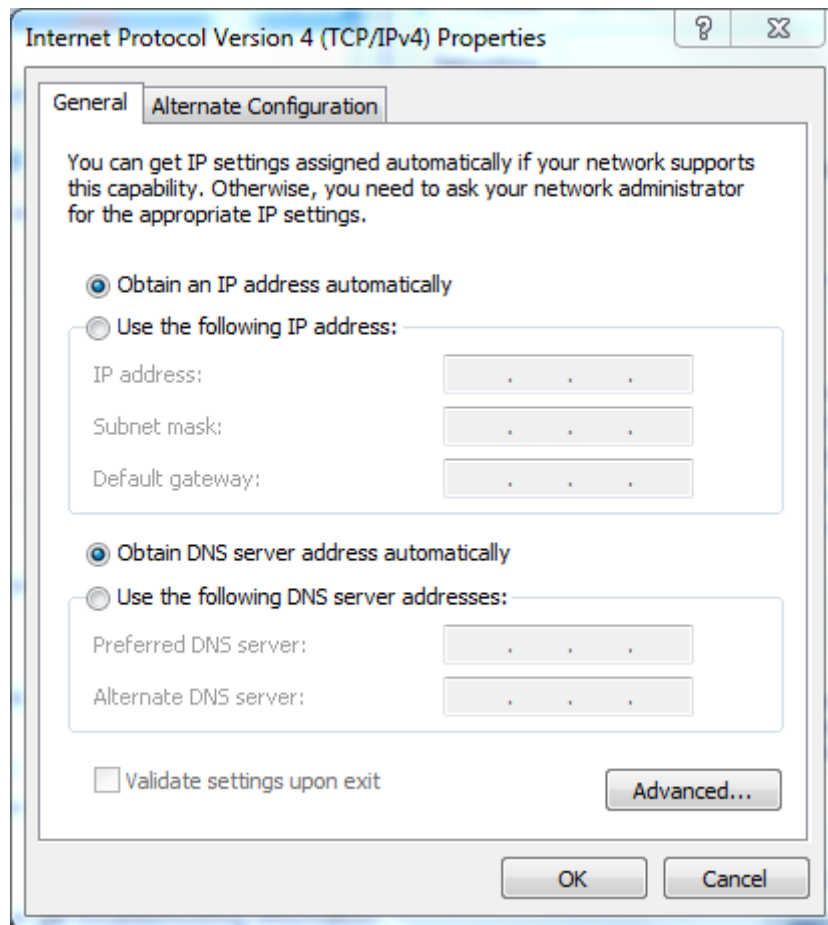 Internet Protocol Version 4 (TCP/IPv4) Properties
General
Alternate Configuration
You can get IP settings assigned automatically if your network supports
this capability. Otherwise, you need to ask your network administrator
for the appropriate IP settings.
Obtain an IP address automatically
Use the following IP address:
IP address:
. . .
Subnet mask:
. . .
Default gateway:
. . .
Obtain DNS server address automatically
Use the following DNS server addresses:
Preferred DNS server:
. . .
Alternate DNS server:
. . .
Validate settings upon exit
Advanced...
OK
Cancel